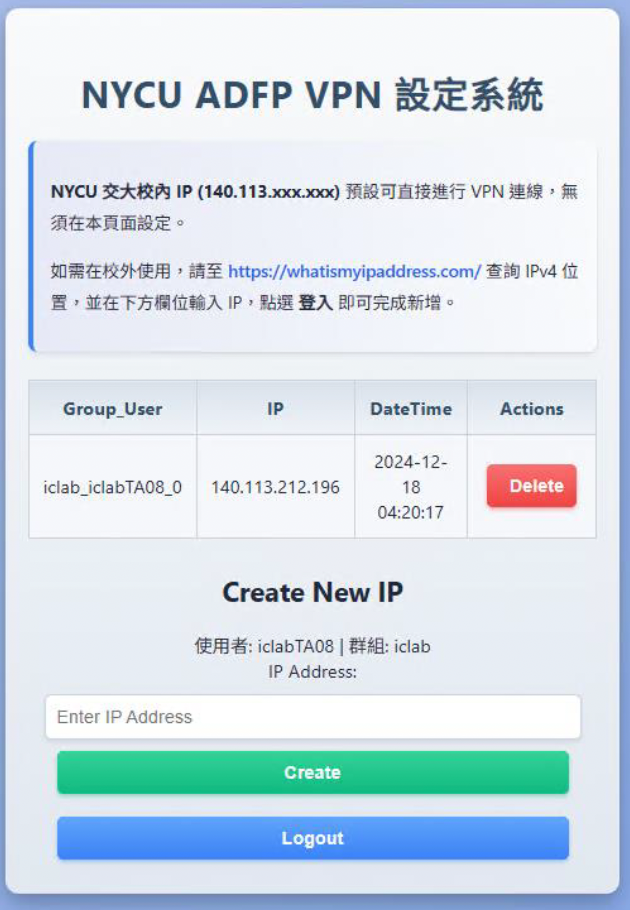 NYCU ADFP VPN 設定系統
NYCU 交大校內 IP (140.113.xxx.xxx) 預設可直接進行 VPN 連線，無
須在本頁面設定。
如需在校外使用，請至 https://whatismyipaddress.com/ 查詢 IPv4 位
置，並在下方欄位輸入 IP，點選 登入 即可完成新增。
Group_User IP DateTime Actions
iclab_iclabTA08_0 140.113.212.196 2024-12-
18
04:20:17 Delete
Create New IP
使用者: iclabTA08 | 群組: iclab
IP Address:
Enter IP Address
Create
Logout